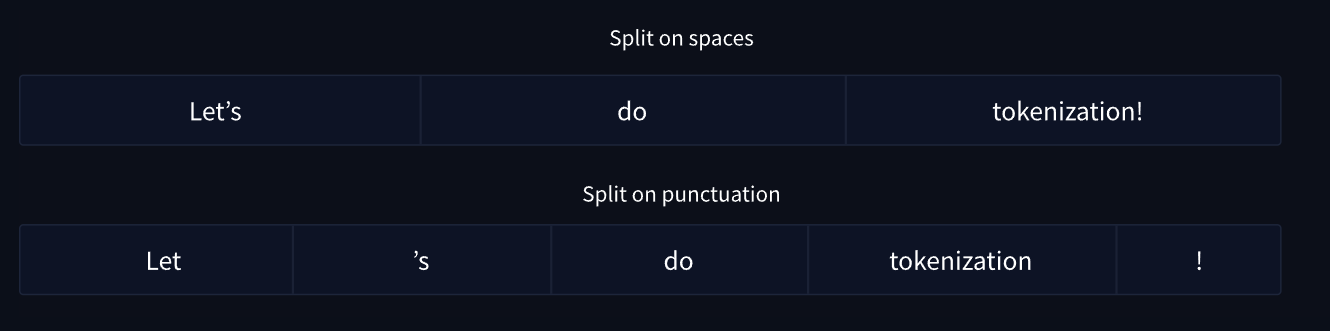 Split on spaces
Let’s do tokenization!
Split on punctuation
Let ’s do tokenization !